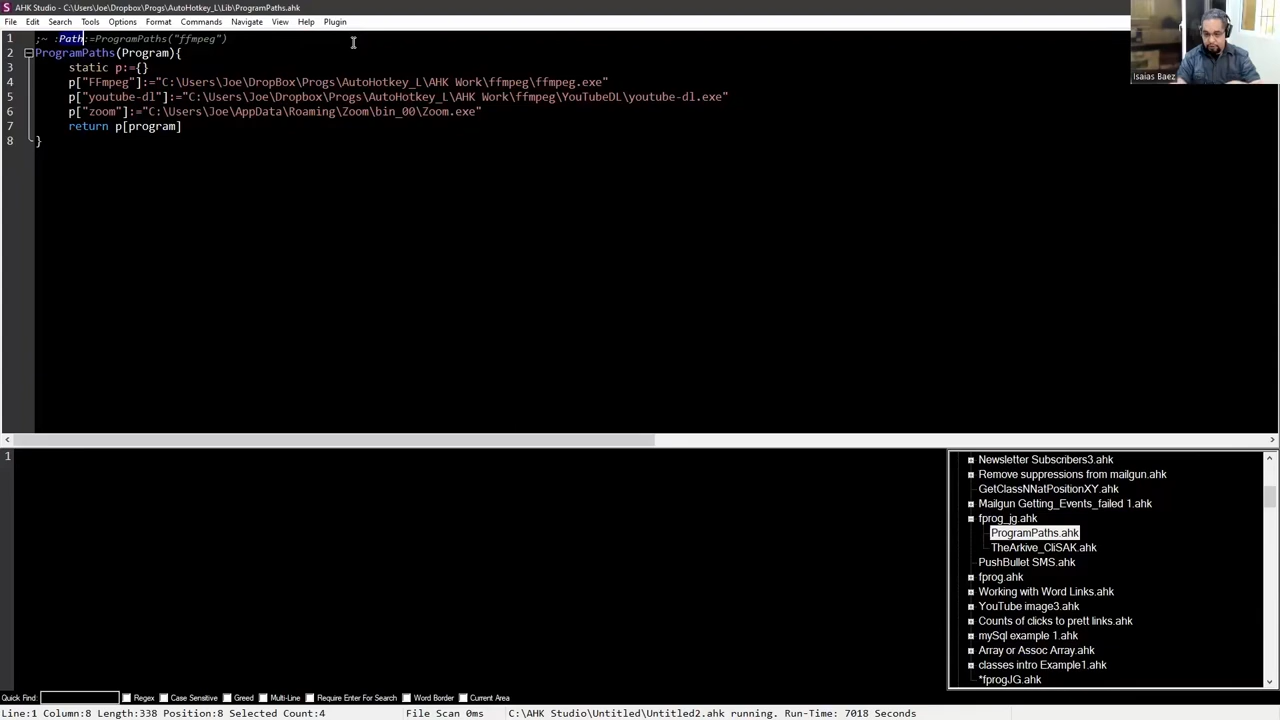 AHK Studio - C:\Users\Joe\Dropbox\Progs\AutoHotkey_L\Lib\ProgramPaths.ahk
File Search Tools Options Format Commands Navigate View Help Plugin
1 ;~ :Path:=ProgramPaths("ffmpeg")
2 ProgramPaths(Program){
3 static p:={}
4 p["FFmpeg"]:="C:\Users\Joe\DropBox\Progs\AutoHotkey_L\AHK Work\ffmpeg\ffmpeg.exe"
5 p["youtube-dl"]:="C:\Users\Joe\Dropbox\Progs\AutoHotkey_L\AHK Work\ffmpeg\YouTubeDL\youtube-dl.exe"
6 p["zoom"]:="C:\Users\Joe\AppData\Roaming\Zoom\bin_00\Zoom.exe"
7 return p[program]
8 }
Isaias Baez
1
Newsletter Subscribers3.ahk
Remove suppressions from mailgun.ahk
GetClassNNatPositionXY.ahk
Mailgun Getting_Events_failed 1.ahk
fprog_jg.ahk
ProgramPaths.ahk
TheArkive_CliSAK.ahk
PushBullet SMS.ahk
fprog.ahk
Working with Word Links.ahk
YouTube image3.ahk
Counts of clicks to prett links.ahk
mySql example 1.ahk
Array or Assoc Array.ahk
classes intro Example1.ahk
*fprogJG.ahk
Quick Find: Regex Case Sensitive Greed Multi-Line Require Enter For Search Word Border Current Area
Line:1 Column:8 Length:338 Position:8 Selected Count:4 File Scan 0ms C:\AHK Studio\Untitled\Untitled2.ahk running. Run-Time: 7018 Seconds